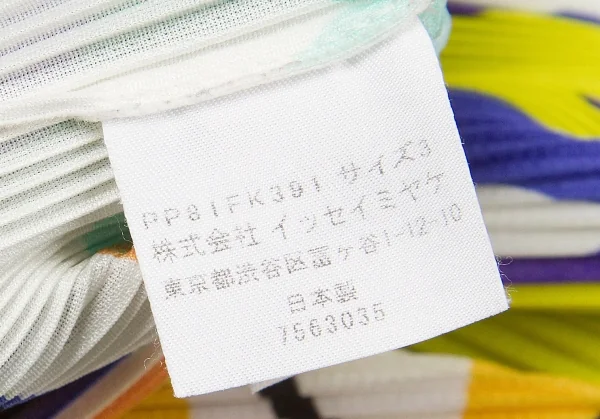 PP81FK391 サイズ3
株式会社 イッセイミヤケ
東京都渋谷区富ヶ谷1-12-10
日本製
7563035